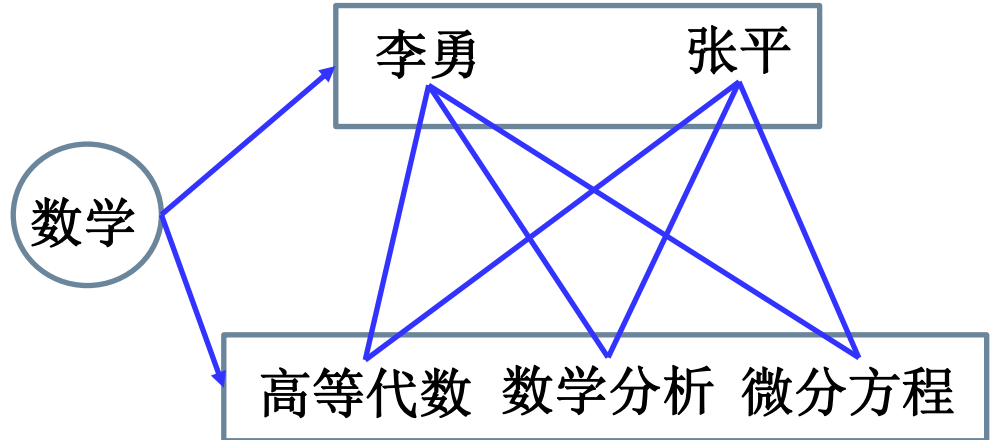 李勇 张平
数学
高等代数 数学分析 微分方程